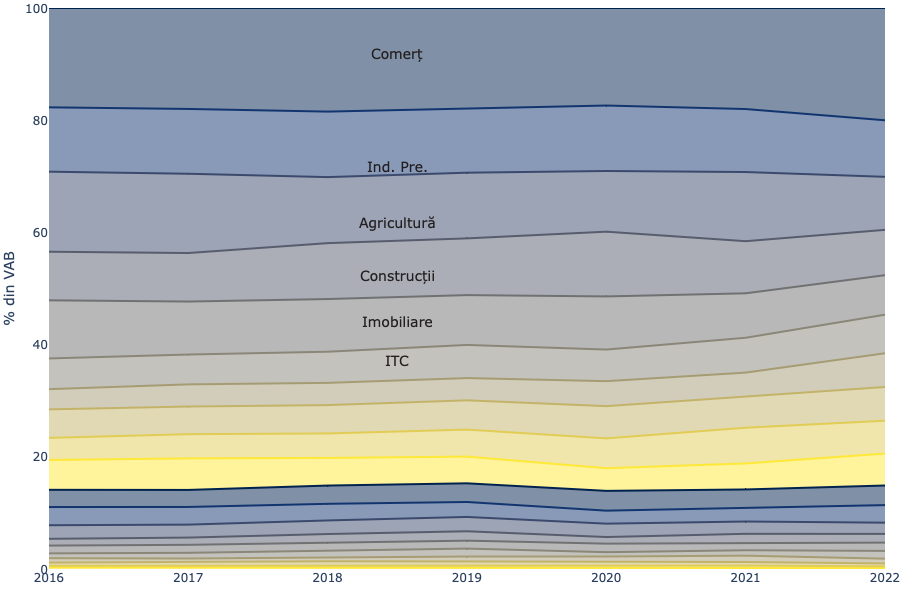 100
Comerț
80
Ind. Pre.
Agricultură
60
% din VAB
Construcții
Imobiliare
40
ITC
20
0
2016 2017 2018 2019 2020 2021 2022